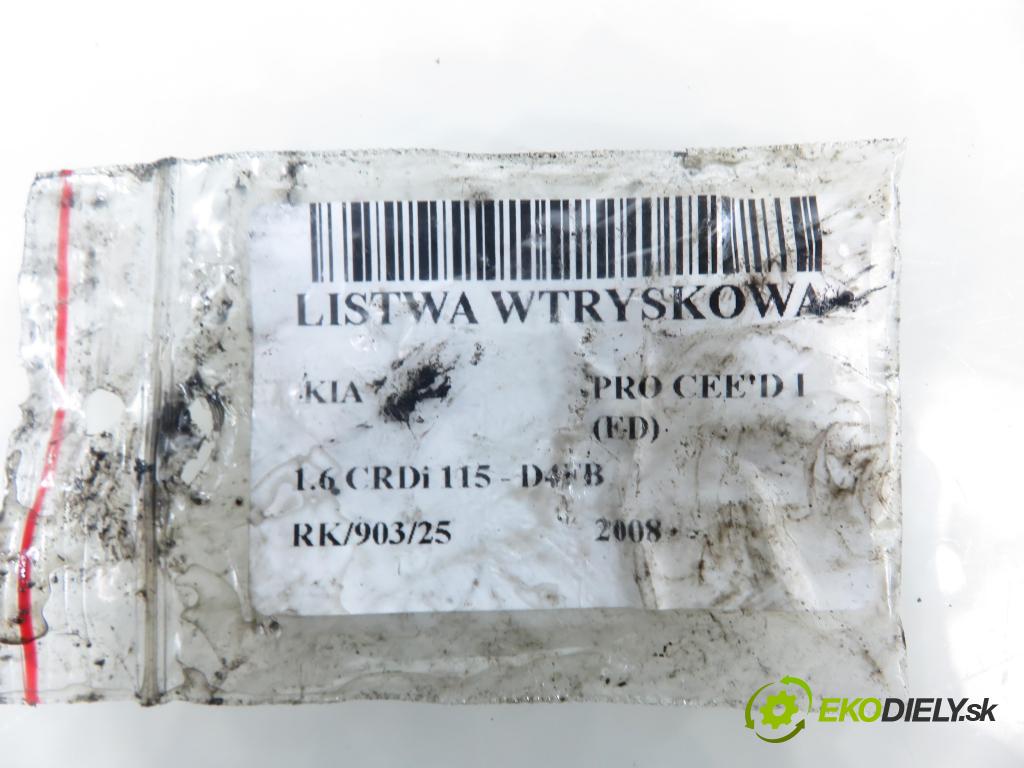 LISTWA WTRYSKOWA
KIA PRO CEE'D I
(ED)
1.6 CRDi 115 - D4FB
RK/903/25 2008
EKODIELY.sk